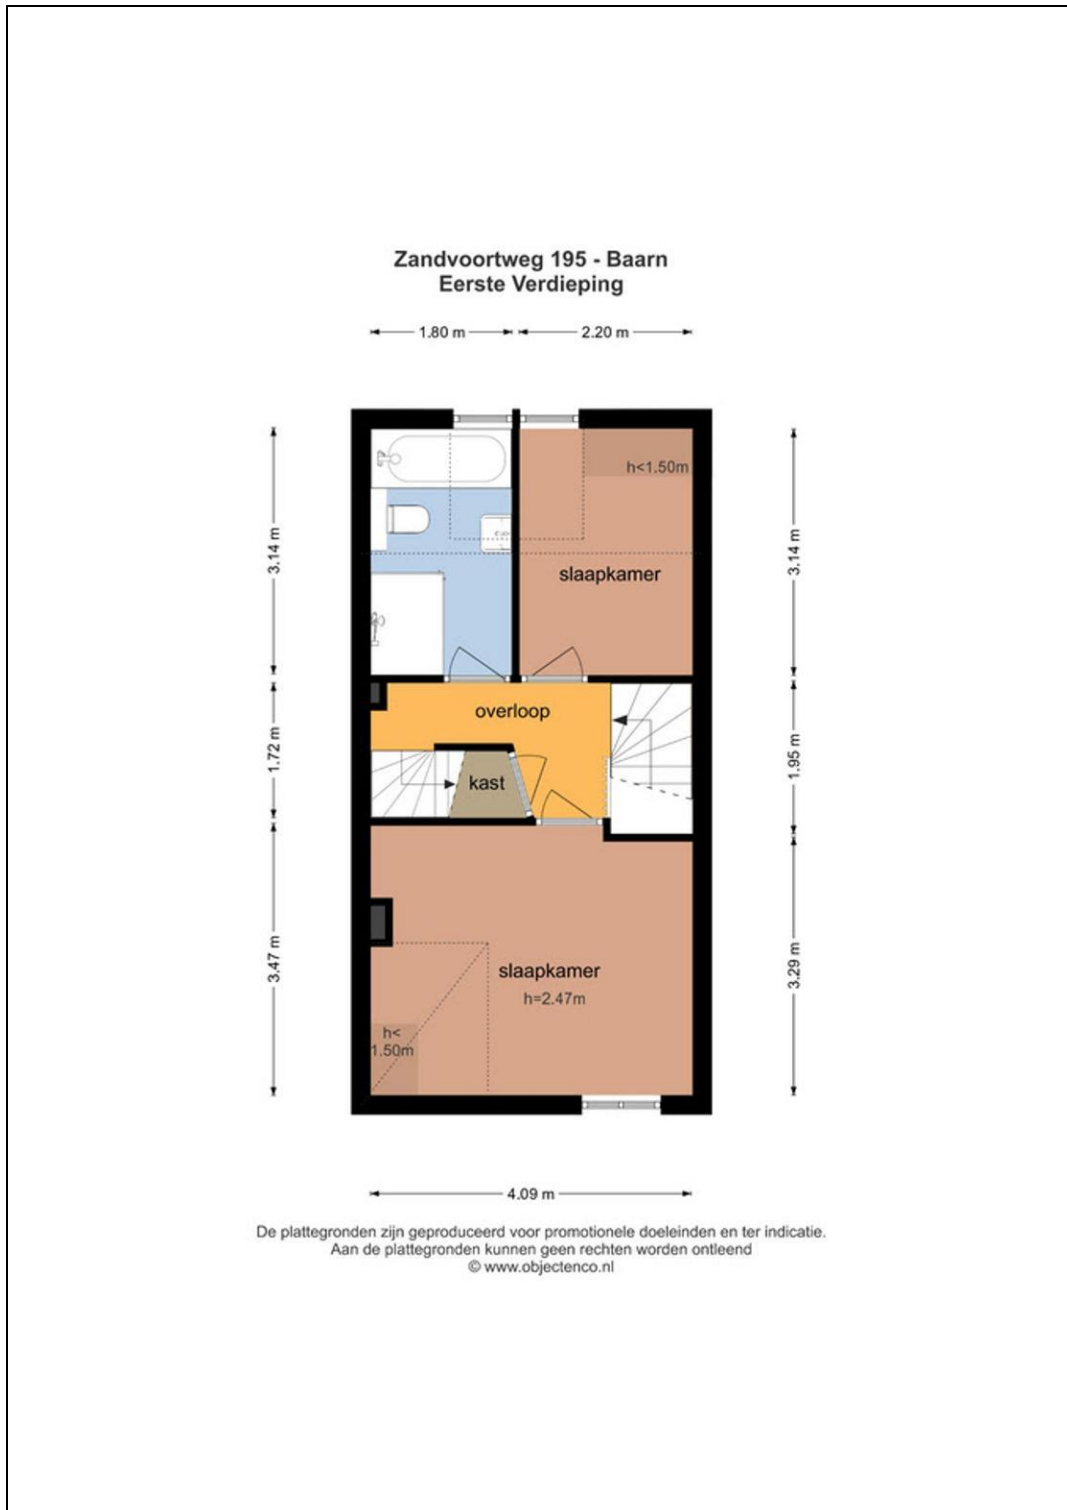 Zandvoortweg 195 - Baarn
Eerste Verdieping
1.80 m
2.20 m
h<1.50m
3.14 m
3.14 m
slaapkamer
overloop
1.72 m
1.95 m
kast
3.47 m
3.29 m
slaapkamer
h=2.47m
h<
1.50m
4.09 m
De plattegronden zijn geproduceerd voor promotionele doeleinden en ter indicatie.
Aan de plattegronden kunnen geen rechten worden ontleend
© www.objectenco.nl